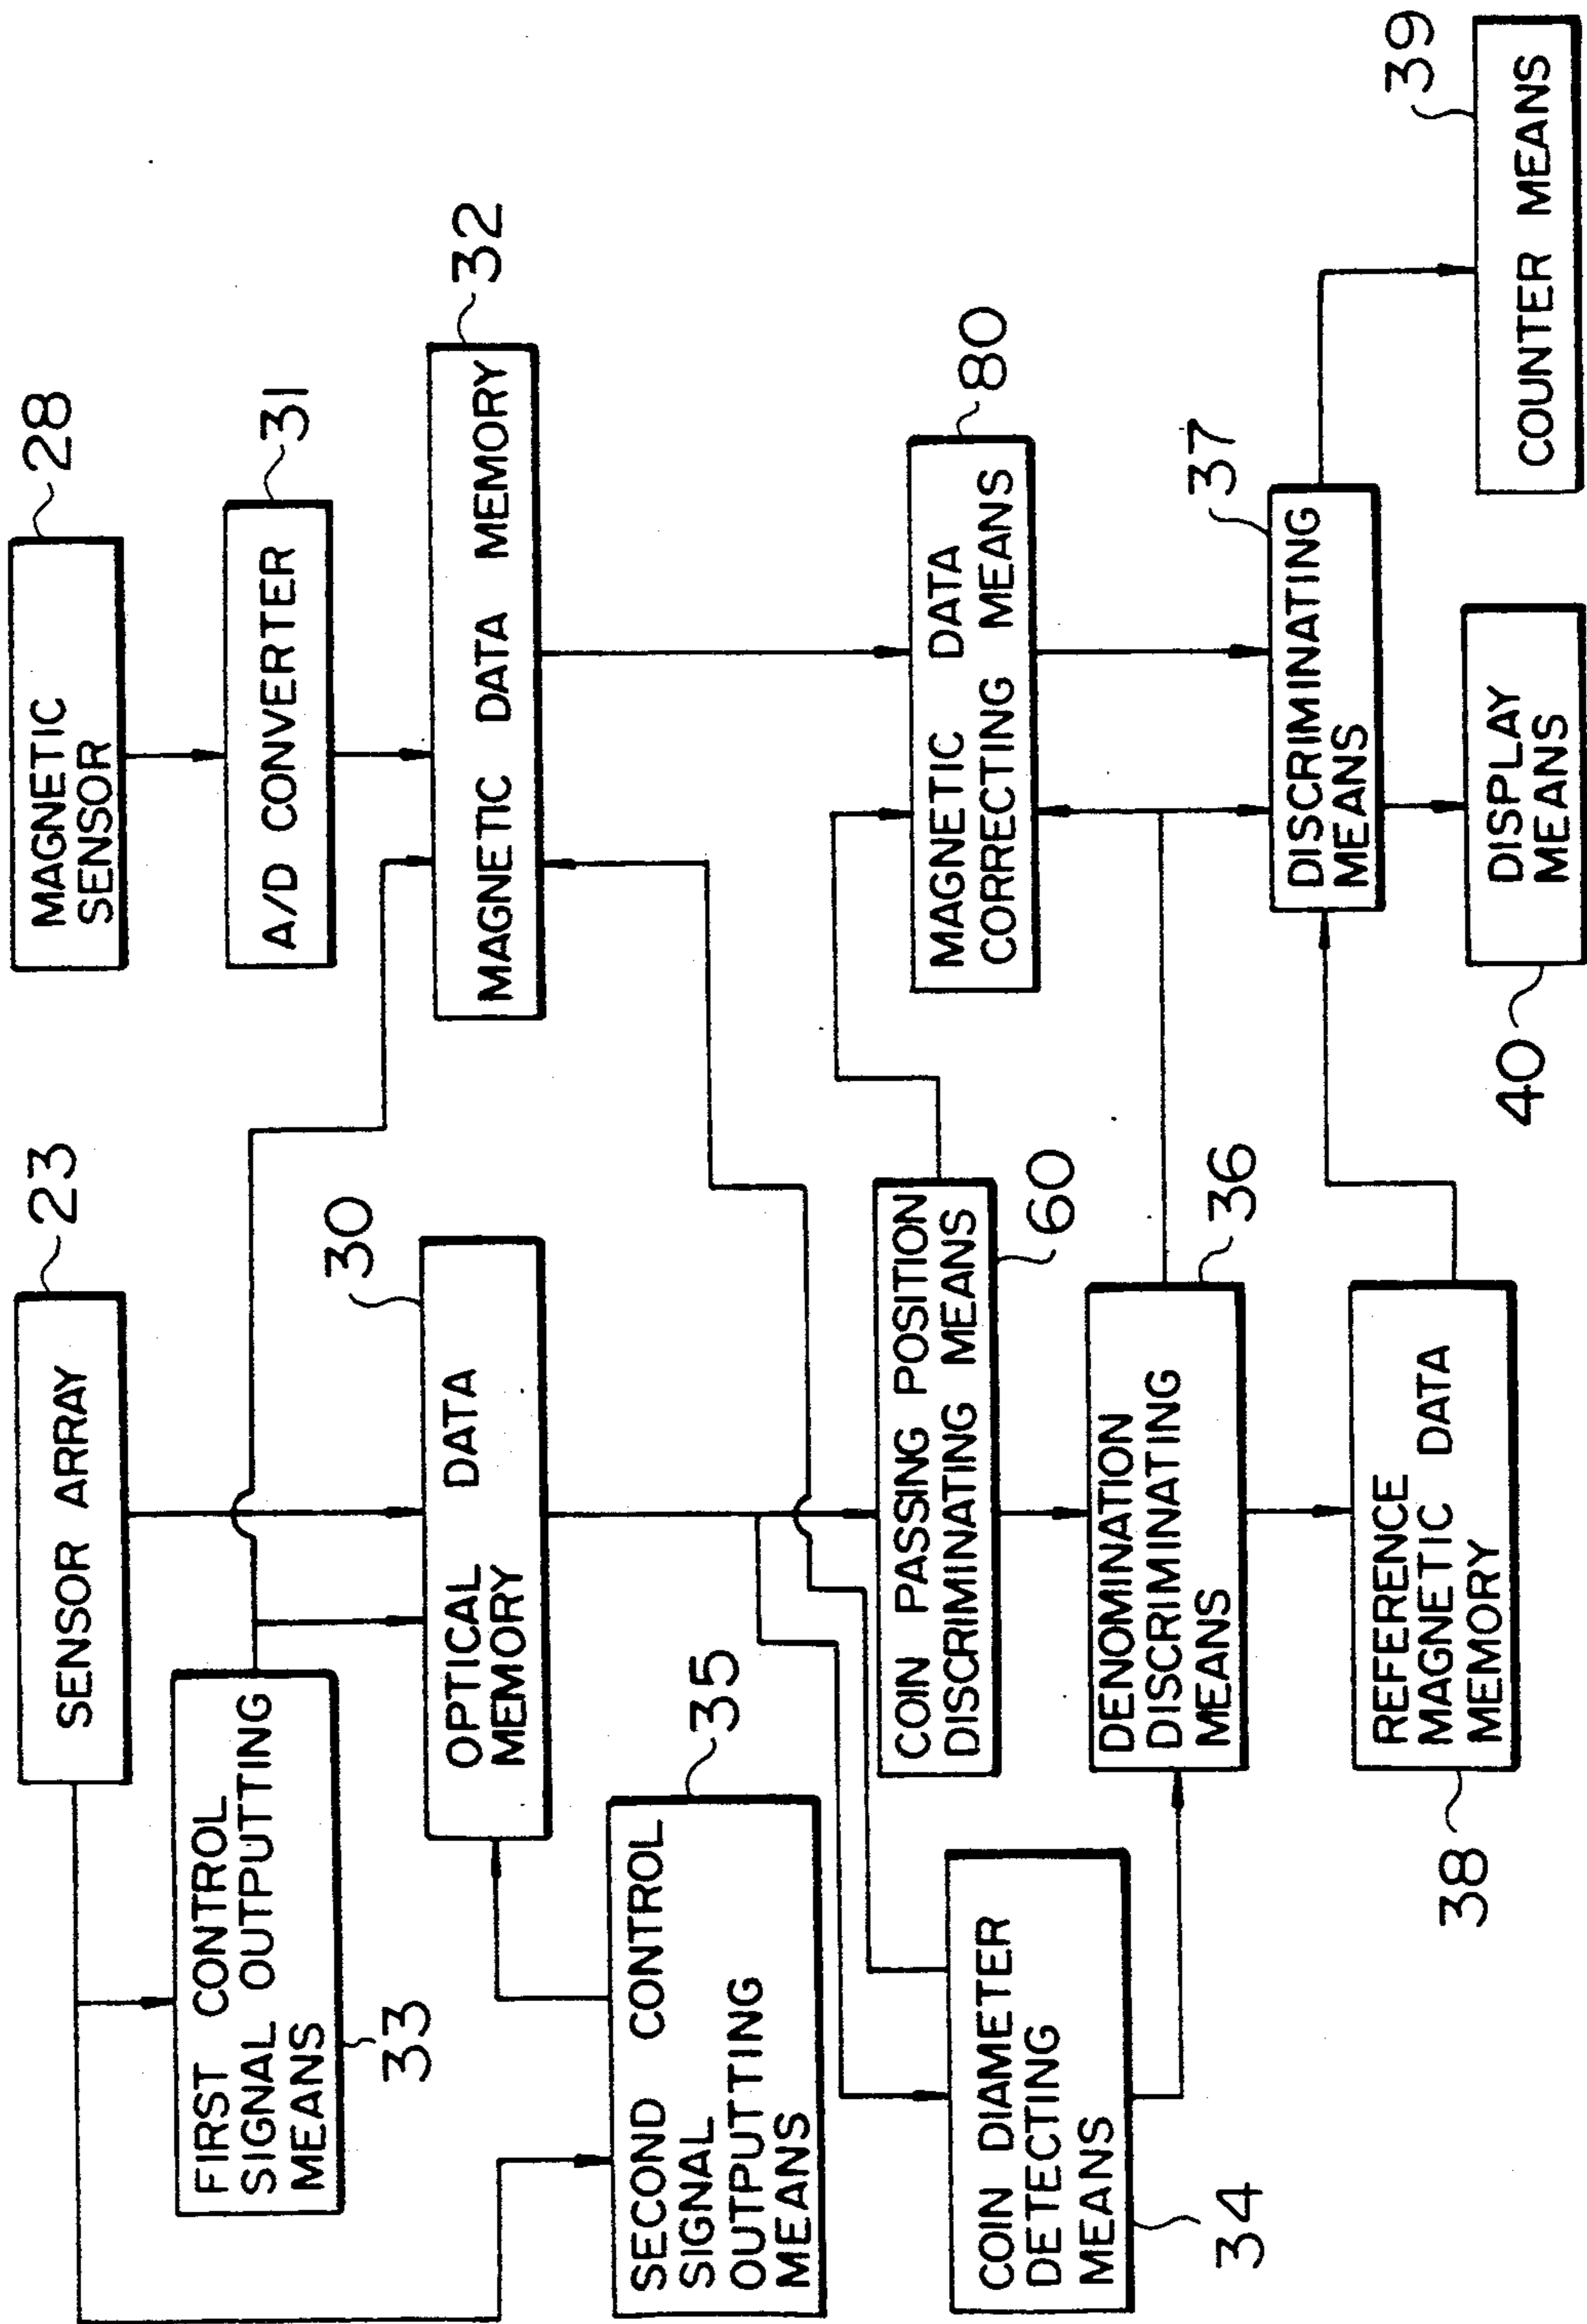 SENSOR ARRAY
23
MAGNETIC
SENSOR
28
FIRST CONTROL
SIGNAL OUTPUTTING
MEANS
33
A/D CONVERTER
31
OPTICAL DATA
MEMORY
30
MAGNETIC DATA MEMORY
32
SECOND CONTROL
SIGNAL
OUTPUTTING
MEANS
35
COIN PASSING POSITION
DISCRIMINATING MEANS
60
MAGNETIC DATA
CORRECTING MEANS
80
COIN DIAMETER
DETECTING
MEANS
34
DENOMINATION
DISCRIMINATING
MEANS
36
DISCRIMINATING
MEANS
37
REFERENCE
MAGNETIC DATA
MEMORY
38
DISPLAY
MEANS
40
COUNTER MEANS
39